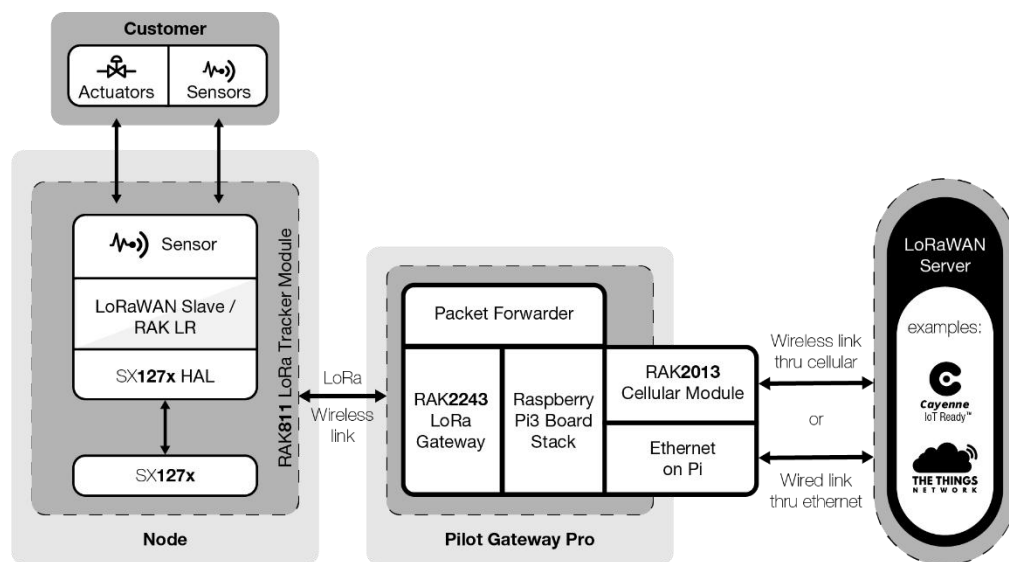 Customer
Actuators
Sensors
Sensor
LoRaWAN Slave /
RAK LR
SX127x HAL
SX127x
RAK811 LoRa Tracker Module
Node
LoRa
Wireless
link
Packet Forwarder
RAK2243
LoRa
Gateway
Raspberry
Pi3 Board
Stack
RAK2013
Cellular Module
Ethernet
on Pi
Pilot Gateway Pro
Wireless link
thru cellular
or
Wired link
thru ethernet
LoRaWAN
Server
examples:
Cayenne
IoT Ready™
THE THINGS
NETWORK